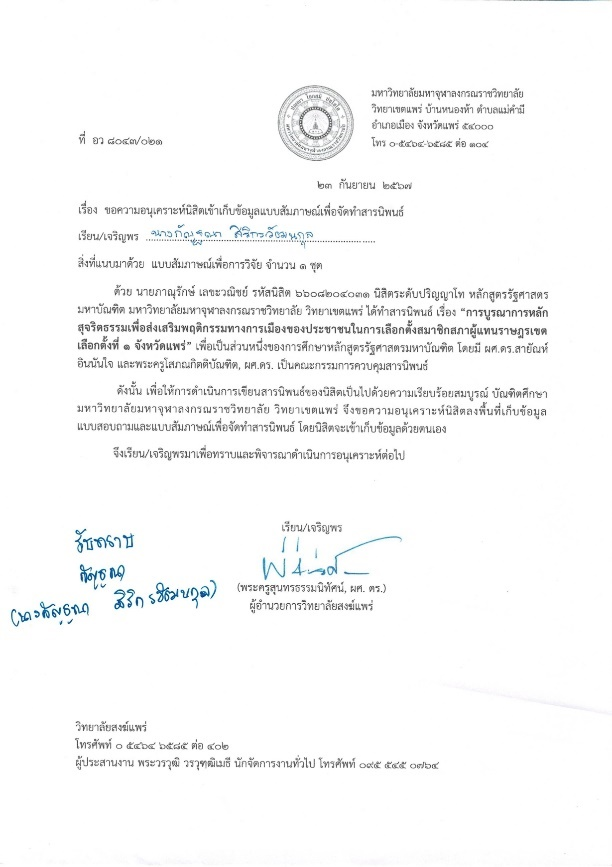 มหาวิทยาลัยมหาจุฬาลงกรณราชวิทยาลัย
วิทยาเขตแพร่ บ้านหนองห้า ตำบลแม่คำมี
อำเภอเมือง จังหวัดแพร่ ๕๔๐๐๐
โทร ๐-๕๔๖๔-๖๕๘๕ ต่อ ๑๐๔
ที่ อว ๘๐๔๓/๐๒๑
๒๓ กันยายน ๒๕๖๗
เรื่อง ขอความอนุเคราะห์นิสิตเข้าเก็บข้อมูลแบบสัมภาษณ์เพื่อจัดทำสารนิพนธ์
เรียน/เจริญพร นางกัญฐณา
สิ่งที่แนบมาด้วย แบบสัมภาษณ์เพื่อการวิจัย จำนวน ๑ ชุด
ด้วย นายภาณุรักษ์ เลขะวณิชย์ รหัสนิสิต ๖๖๐๘๒๐๔๐๓๑ นิสิตระดับปริญญาโท หลักสูตรรัฐศาสตร
มหาบัณฑิต มหาวิทยาลัยมหาจุฬาลงกรณราชวิทยาลัย วิทยาเขตแพร่ ได้ทำสารนิพนธ์ เรื่อง “การบูรณาการหลัก
สุจริตธรรมเพื่อส่งเสริมพฤติกรรมทางการเมืองของประชาชนในการเลือกตั้งสมาชิกสภาผู้แทนราษฎรเขต
เลือกตั้งที่ ๑ จังหวัดแพร่” เพื่อเป็นส่วนหนึ่งของการศึกษาหลักสูตรรัฐศาสตรมหาบัณฑิต โดยมี ผศ.ดร.สายัณห์
อินนันใจ และพระครูโสภณกิตติบัณฑิต, ผศ.ดร. เป็นคณะกรรมการควบคุมสารนิพนธ์
ดังนั้น เพื่อให้การดำเนินการเขียนสารนิพนธ์ของนิสิตเป็นไปด้วยความเรียบร้อยสมบูรณ์ บัณฑิตศึกษา
มหาวิทยาลัยมหาจุฬาลงกรณราชวิทยาลัย วิทยาเขตแพร่ จึงขอความอนุเคราะห์นิสิตลงพื้นที่เก็บข้อมูล
แบบสอบถามและแบบสัมภาษณ์เพื่อจัดทำสารนิพนธ์ โดยนิสิตจะเข้าเก็บข้อมูลด้วยตนเอง
จึงเรียน/เจริญพรมาเพื่อทราบและพิจารณาดำเนินการอนุเคราะห์ต่อไป
เรียน/เจริญพร
รับทราบ
กัญฐณา
(พระครูสุนทรธรรมนิทัศน์, ผศ. ดร.)
(นางกัญฐณา
ผู้อำนวยการวิทยาลัยสงฆ์แพร่
วิทยาลัยสงฆ์แพร่
โทรศัพท์ ๐ ๕๔๖๔ ๖๕๘๕ ต่อ ๔๐๒
ผู้ประสานงาน พระวรวุฒิ วรวุฑฺฒิเมธี นักจัดการงานทั่วไป โทรศัพท์ ๐๙๕ ๕๔๕ ๐๗๖๔